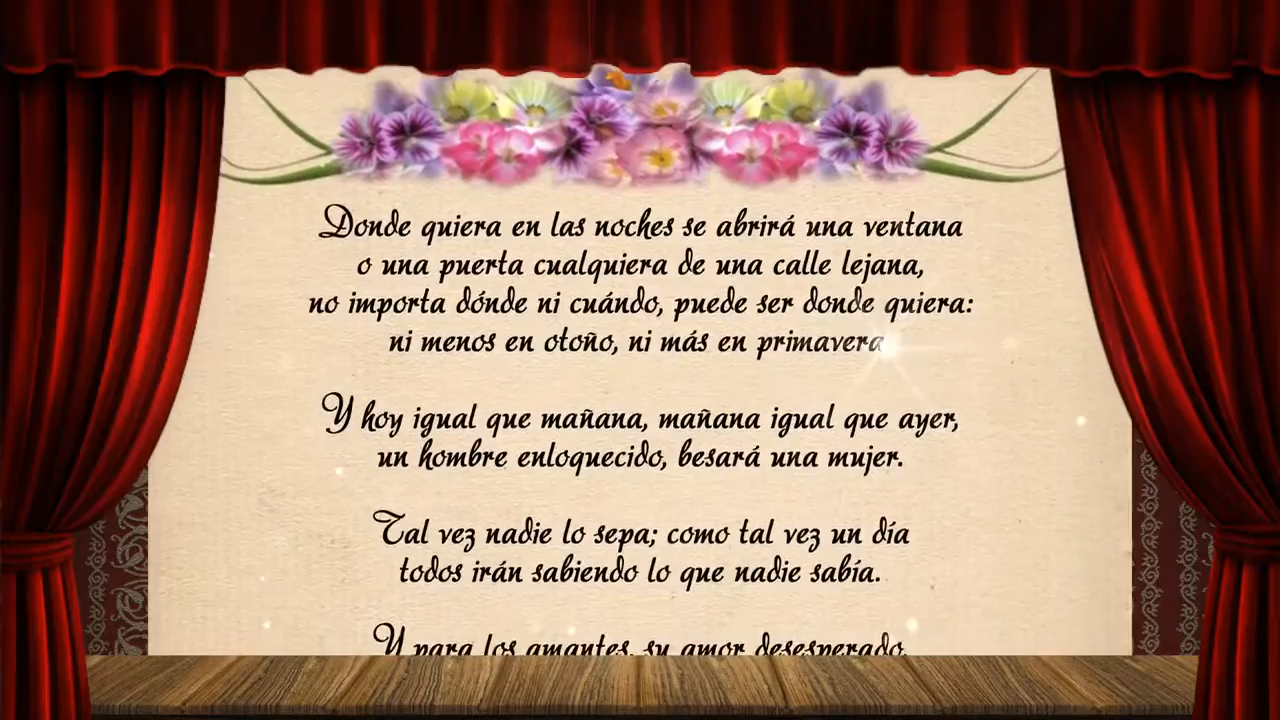 Donde quiera en las noches se abrirá una ventana
o una puerta cualquiera de una calle lejana,
no importa dónde ni cuándo, puede ser donde quiera:
ni menos en otoño, ni más en primavera
Y hoy igual que mañana, mañana igual que ayer,
un hombre enloquecido, besará una mujer.
Tal vez nadie lo sepa; como tal vez un día
todos irán sabiendo lo que nadie sabía.
Y para los amantes, su amor desesperado,